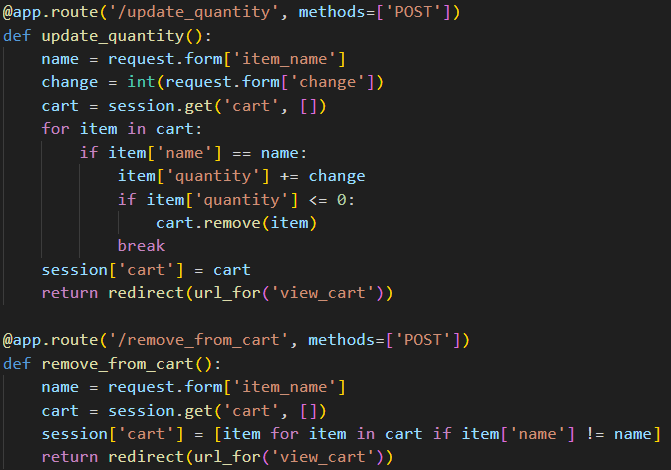 @app.route('/update_quantity', methods=['POST'])
def update_quantity():
    name = request.form['item_name']
    change = int(request.form['change'])
    cart = session.get('cart', [])
    for item in cart:
        if item['name'] == name:
            item['quantity'] += change
            if item['quantity'] <= 0:
                cart.remove(item)
            break
    session['cart'] = cart
    return redirect(url_for('view_cart'))

@app.route('/remove_from_cart', methods=['POST'])
def remove_from_cart():
    name = request.form['item_name']
    cart = session.get('cart', [])
    session['cart'] = [item for item in cart if item['name'] != name]
    return redirect(url_for('view_cart'))